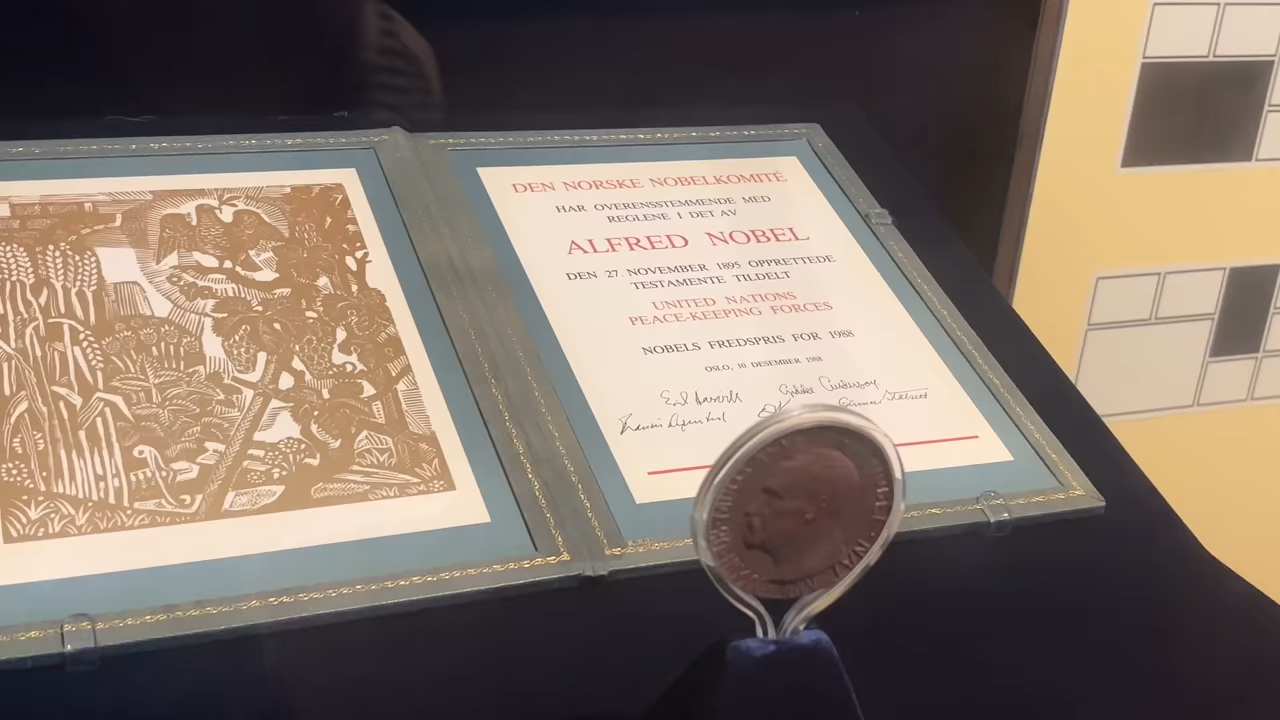 DEN NORSKE NOBELKOMITÉ
HAR OVERENSSTEMMENDE MED
REGLENE I DET AV
ALFRED NOBEL
DEN 27. NOVEMBER 1895 OPPRETTEDE
TESTAMENTE TILDELT
UNITED NATIONS
PEACE-KEEPING FORCES
NOBELS FREDSPRIS FOR 1988
OSLO, 10 DESEMBER 1988